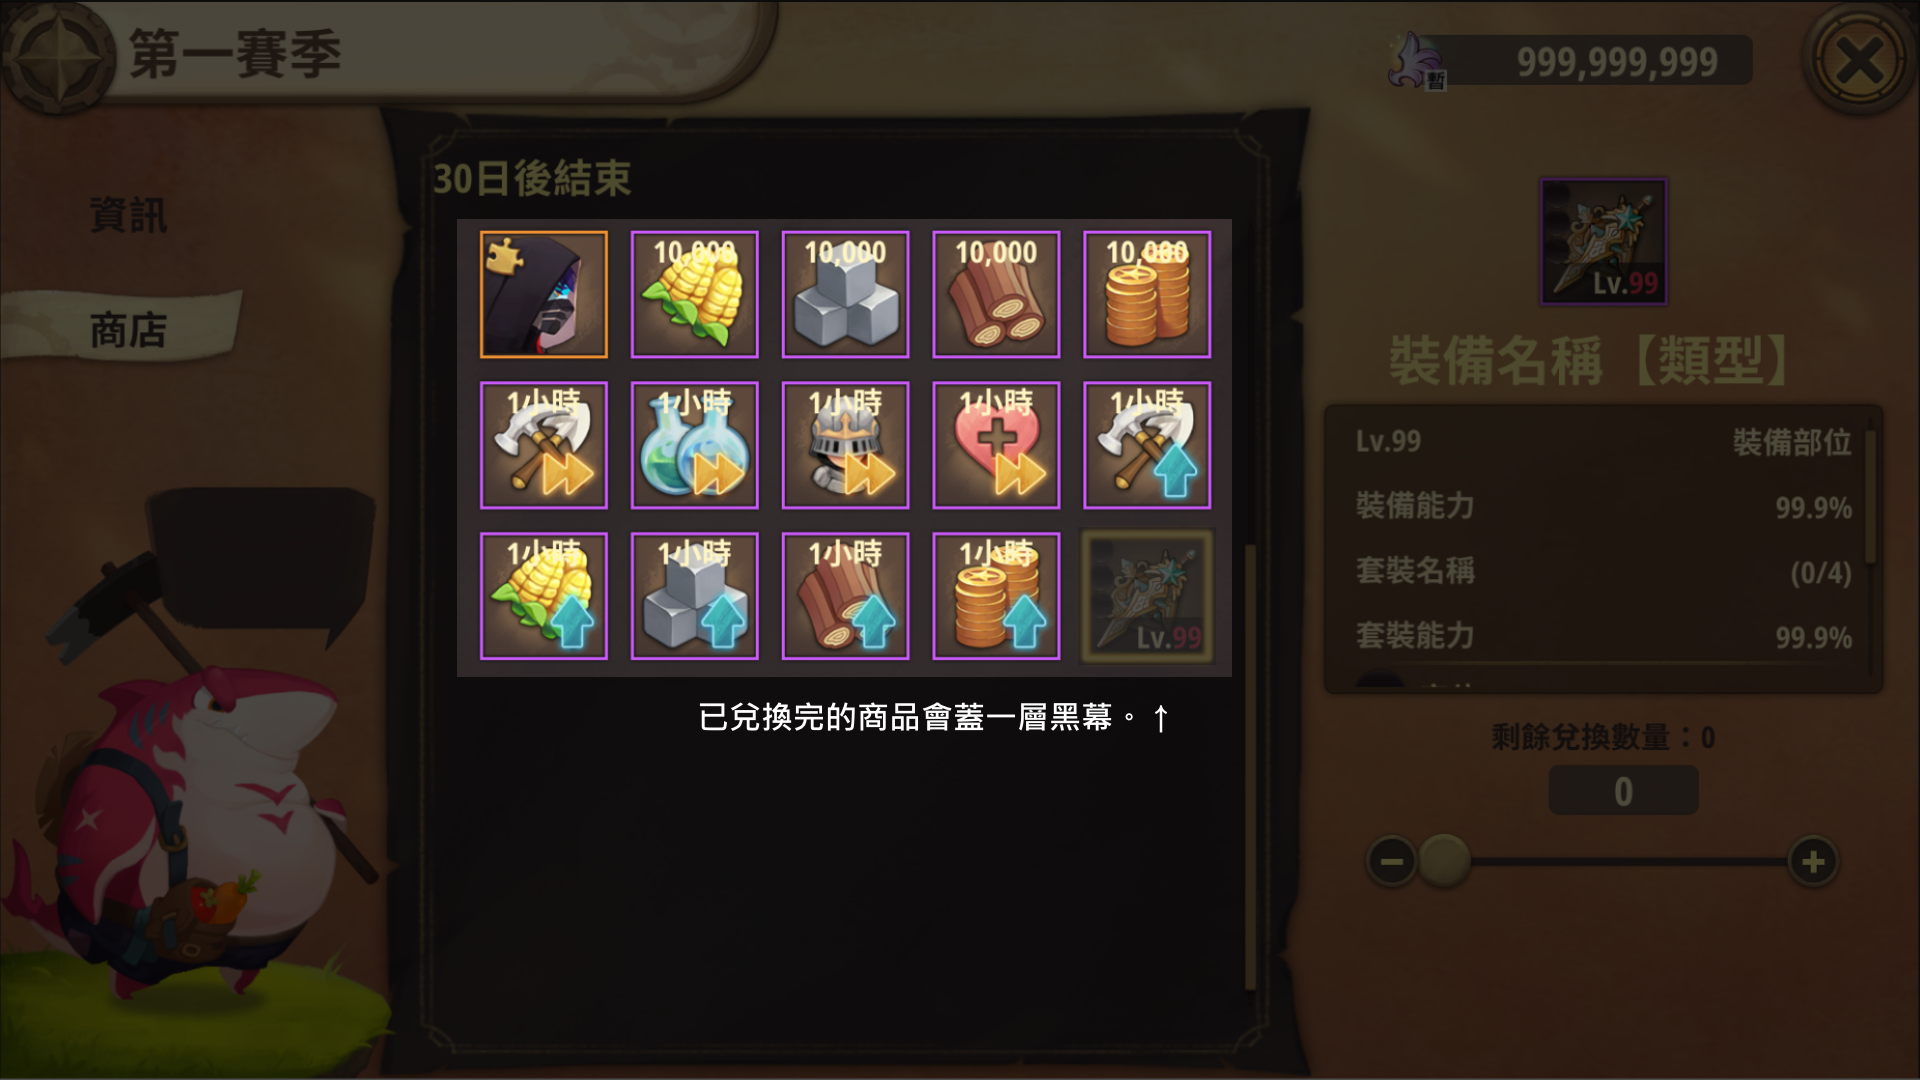 第一賽季
999,999,999
暫
資訊
商店
30日後結束
10,000
10,000
10,000
10,000
1小時
1小時
1小時
1小時
1小時
1小時
1小時
1小時
1小時
Lv.99
已兌換完的商品會蓋一層黑幕。↑
Lv.99
裝備名稱【類型】
Lv.99 裝備部位
裝備能力 99.9%
套裝名稱 (0/4)
套裝能力 99.9%
剩餘兌換數量：0
0